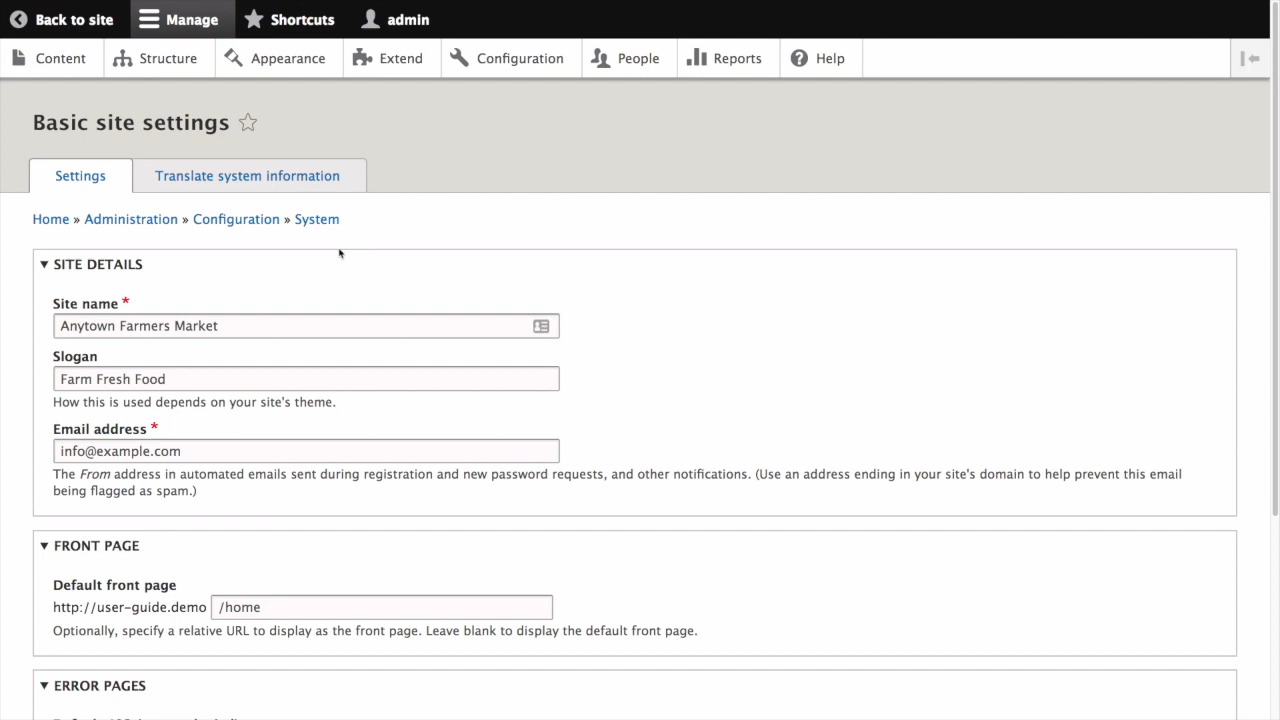 Back to site Manage Shortcuts admin
Content Structure Appearance Extend Configuration People Reports Help
Basic site settings
Settings Translate system information
Home » Administration » Configuration » System
▼ SITE DETAILS
Site name *
Anytown Farmers Market
Slogan
Farm Fresh Food
How this is used depends on your site's theme.
Email address *
info@example.com
The From address in automated emails sent during registration and new password requests, and other notifications. (Use an address ending in your site's domain to help prevent this email
being flagged as spam.)
▼ FRONT PAGE
Default front page
http://user-guide.demo /home
Optionally, specify a relative URL to display as the front page. Leave blank to display the default front page.
▼ ERROR PAGES